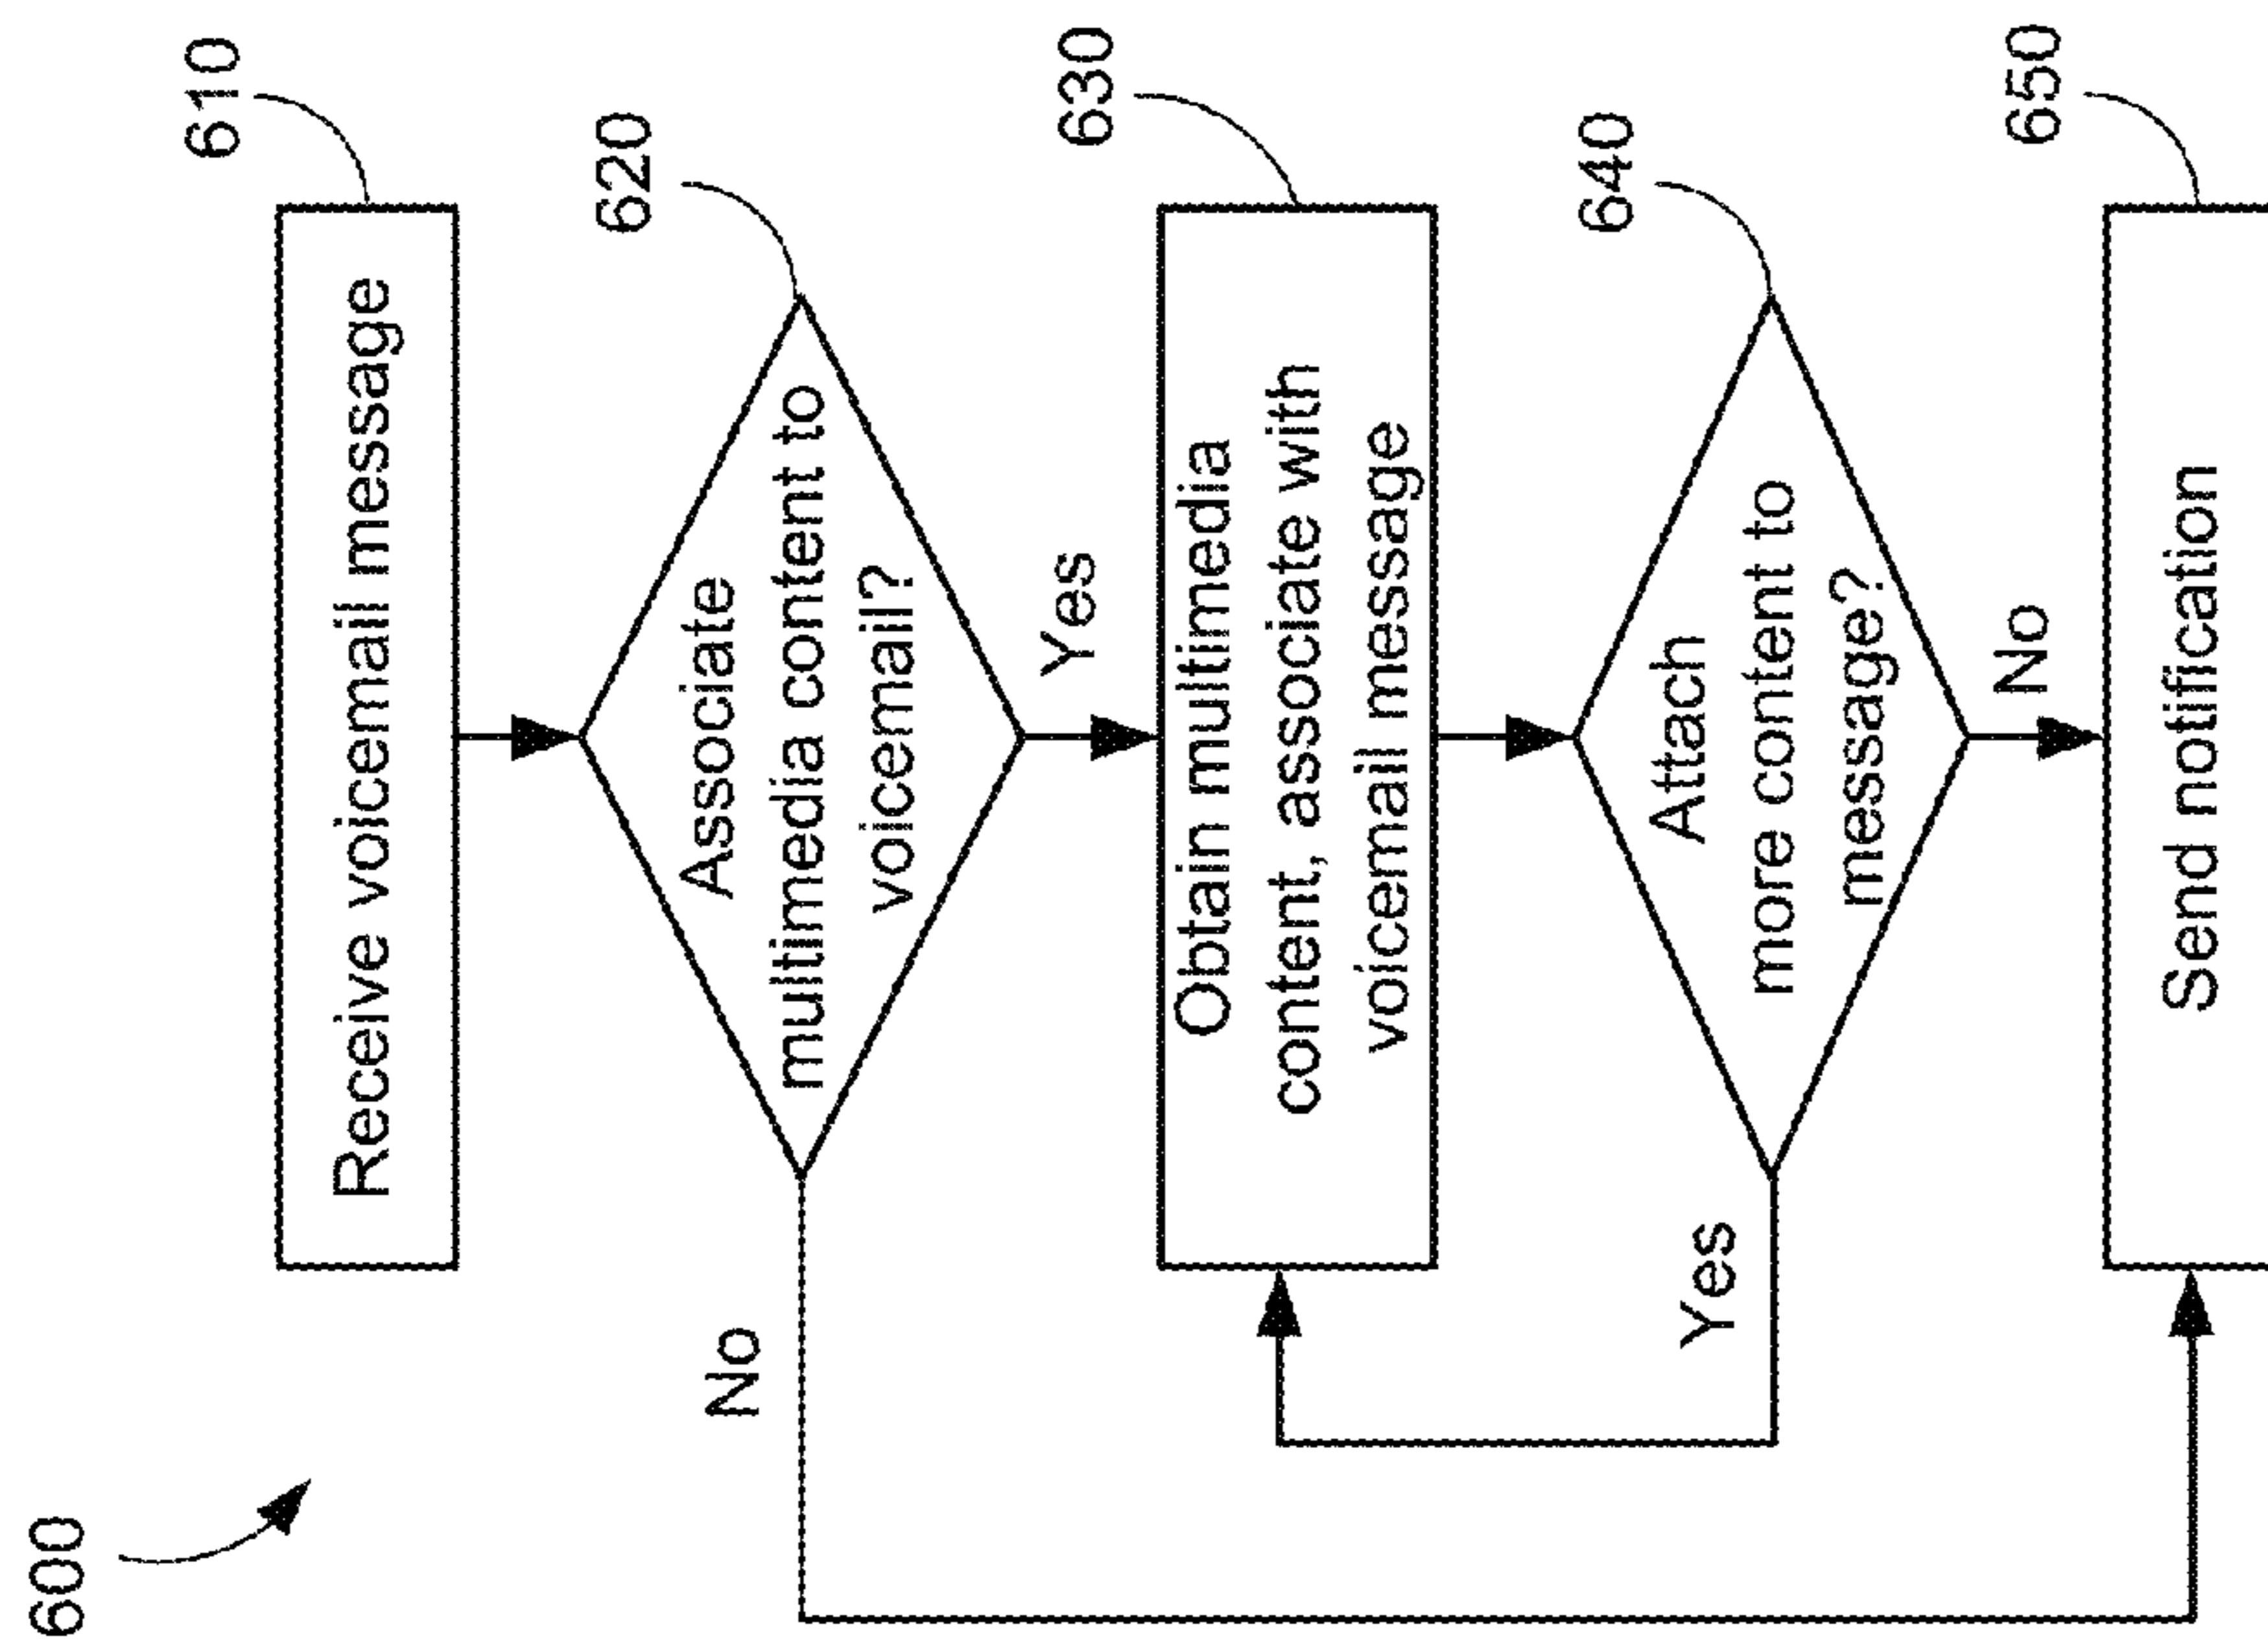 600
610
Receive voicemail message
620
Associate
multimedia content to
voicemail?
No
Yes
630
Obtain multimedia
content, associate with
voicemail message
640
Attach
more content to
message?
Yes
No
650
Send notification